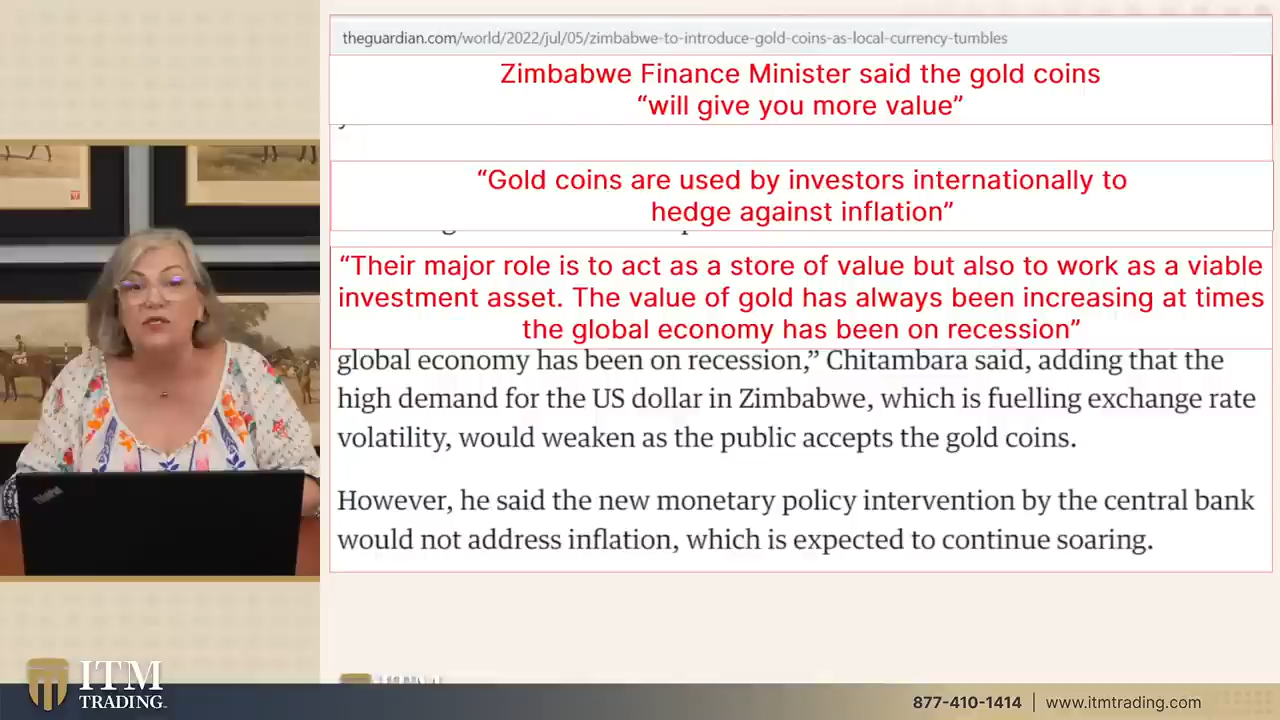 theguardian.com/world/2022/jul/05/zimbabwe-to-introduce-gold-coins-as-local-currency-tumbles
Zimbabwe Finance Minister said the gold coins
“will give you more value”
“Gold coins are used by investors internationally to
hedge against inflation”
“Their major role is to act as a store of value but also to work as a viable
investment asset. The value of gold has always been increasing at times
the global economy has been on recession”
global economy has been on recession,” Chitambara said, adding that the
high demand for the US dollar in Zimbabwe, which is fuelling exchange rate
volatility, would weaken as the public accepts the gold coins.
However, he said the new monetary policy intervention by the central bank
would not address inflation, which is expected to continue soaring.
ThinkPad
ITM
TRADING
877-410-1414 | www.itmtrading.com